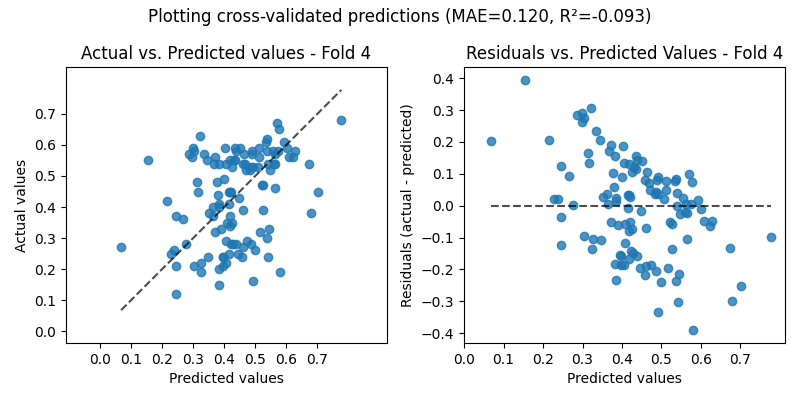 Plotting cross-validated predictions (MAE=0.120, R²=-0.093)
Actual vs. Predicted values - Fold 4
Actual values
0.7
0.6
0.5
0.4
0.3
0.2
0.1
0.0
0.0 0.1 0.2 0.3 0.4 0.5 0.6 0.7
Predicted values
Residuals vs. Predicted Values - Fold 4
Residuals (actual - predicted)
0.4
0.3
0.2
0.1
0.0
−0.1
−0.2
−0.3
−0.4
0.0 0.1 0.2 0.3 0.4 0.5 0.6 0.7
Predicted values